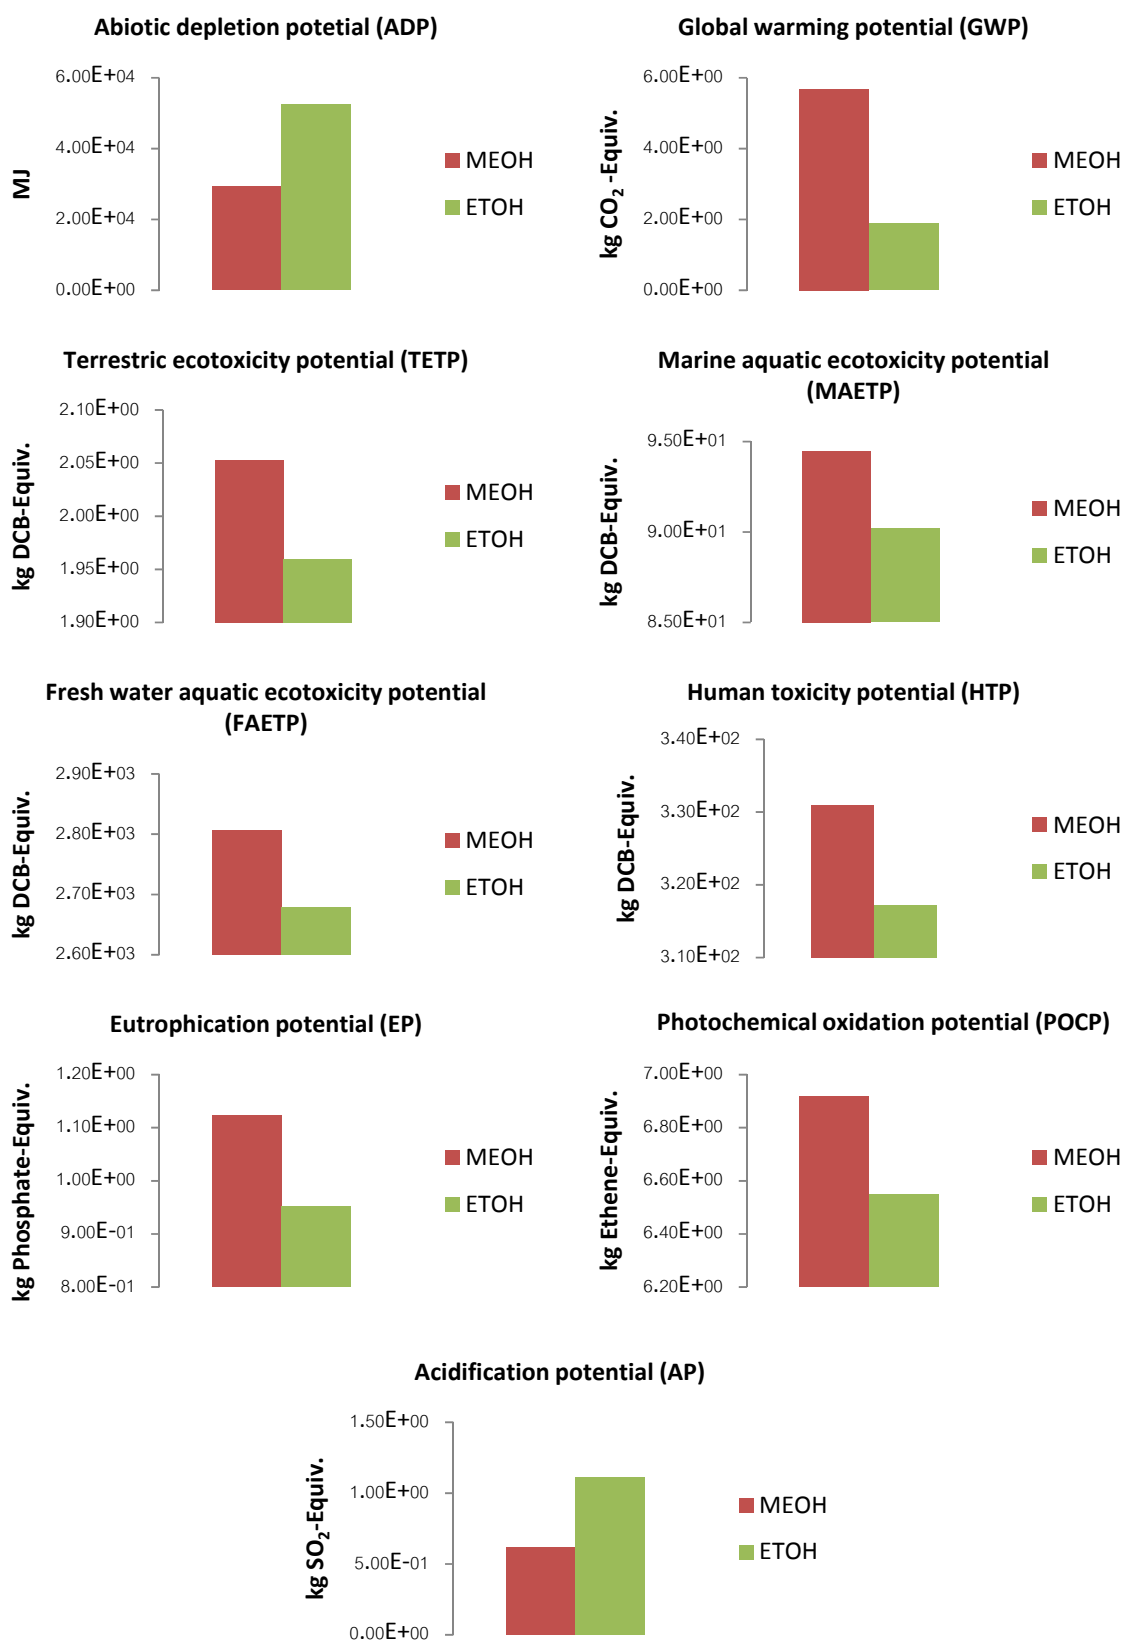 Abiotic depletion potetial (ADP)
MJ
6.00E+04
4.00E+04
2.00E+04
0.00E+00
MEOH
ETOH
Global warming potential (GWP)
kg CO₂ -Equiv.
6.00E+00
4.00E+00
2.00E+00
0.00E+00
MEOH
ETOH
Terrestric ecotoxicity potential (TETP)
kg DCB-Equiv.
2.10E+00
2.05E+00
2.00E+00
1.95E+00
1.90E+00
MEOH
ETOH
Marine aquatic ecotoxicity potential
(MAETP)
kg DCB-Equiv.
9.50E+01
9.00E+01
8.50E+01
MEOH
ETOH
Fresh water aquatic ecotoxicity potential
(FAETP)
kg DCB-Equiv.
2.90E+03
2.80E+03
2.70E+03
2.60E+03
MEOH
ETOH
Human toxicity potential (HTP)
kg DCB-Equiv.
3.40E+02
3.30E+02
3.20E+02
3.10E+02
MEOH
ETOH
Eutrophication potential (EP)
kg Phosphate-Equiv.
1.20E+00
1.10E+00
1.00E+00
9.00E-01
8.00E-01
MEOH
ETOH
Photochemical oxidation potential (POCP)
kg Ethene-Equiv.
7.00E+00
6.80E+00
6.60E+00
6.40E+00
6.20E+00
MEOH
ETOH
Acidification potential (AP)
kg SO₂-Equiv.
1.50E+00
1.00E+00
5.00E-01
0.00E+00
MEOH
ETOH